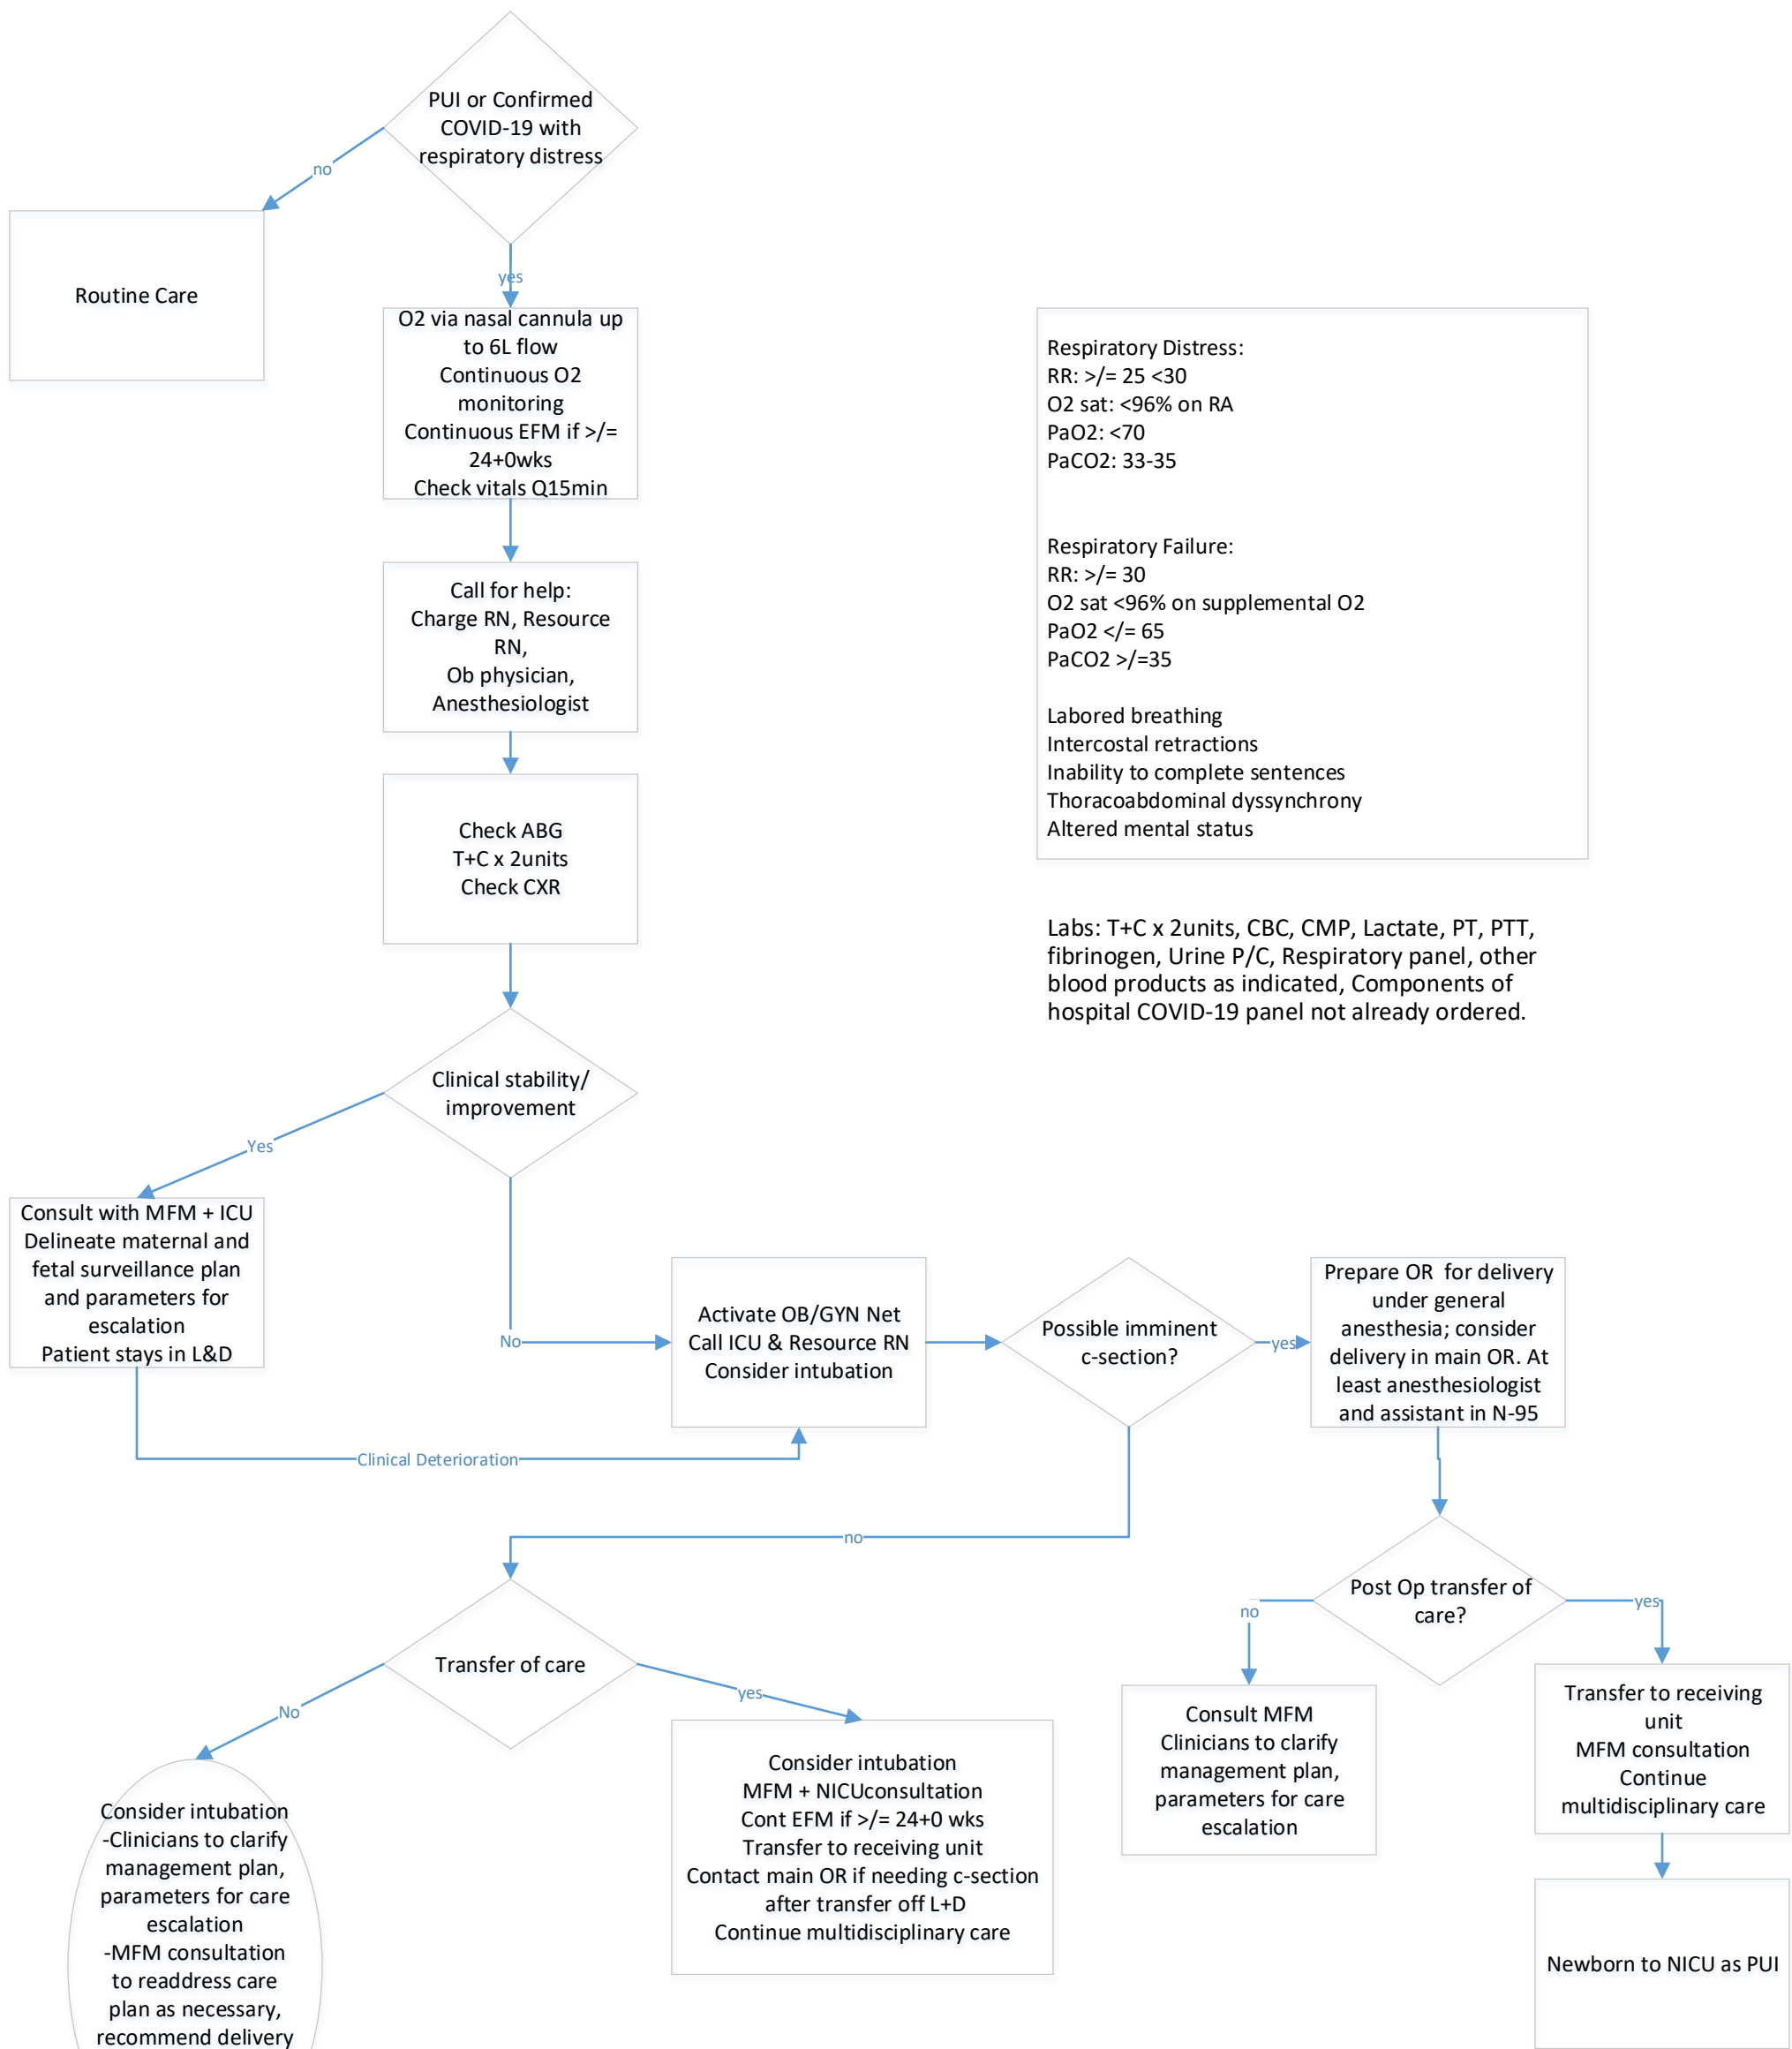 PUI or Confirmed
COVID-19 with
respiratory distress
no
yes
Routine Care
O2 via nasal cannula up
to 6L flow
Continuous O2
monitoring
Continuous EFM if >/=
24+0wks
Check vitals Q15min
Call for help:
Charge RN, Resource
RN,
Ob physician,
Anesthesiologist
Check ABG
T+C x 2units
Check CXR
Respiratory Distress:
RR: >/= 25 <30
O2 sat: <96% on RA
PaO2: <70
PaCO2: 33-35
Respiratory Failure:
RR: >/= 30
O2 sat <96% on supplemental O2
PaO2 </= 65
PaCO2 >/=35
Labored breathing
Intercostal retractions
Inability to complete sentences
Thoracoabdominal dyssynchrony
Altered mental status
Labs: T+C x 2units, CBC, CMP, Lactate, PT, PTT,
fibrinogen, Urine P/C, Respiratory panel, other
blood products as indicated, Components of
hospital COVID-19 panel not already ordered.
Clinical stability/
improvement
Yes
No
Consult with MFM + ICU
Delineate maternal and
fetal surveillance plan
and parameters for
escalation
Patient stays in L&D
Clinical Deterioration
Activate OB/GYN Net
Call ICU & Resource RN
Consider intubation
Possible imminent
c-section?
yes
no
Prepare OR  for delivery
under general
anesthesia; consider
delivery in main OR. At
least anesthesiologist
and assistant in N-95
Post Op transfer of
care?
no
yes
Transfer of care
No
yes
Consider intubation
-Clinicians to clarify
management plan,
parameters for care
escalation
-MFM consultation
to readdress care
plan as necessary,
recommend delivery
Consider intubation
MFM + NICUconsultation
Cont EFM if >/= 24+0 wks
Transfer to receiving unit
Contact main OR if needing c-section
after transfer off L+D
Continue multidisciplinary care
Consult MFM
Clinicians to clarify
management plan,
parameters for care
escalation
Transfer to receiving
unit
MFM consultation
Continue
multidisciplinary care
Newborn to NICU as PUI